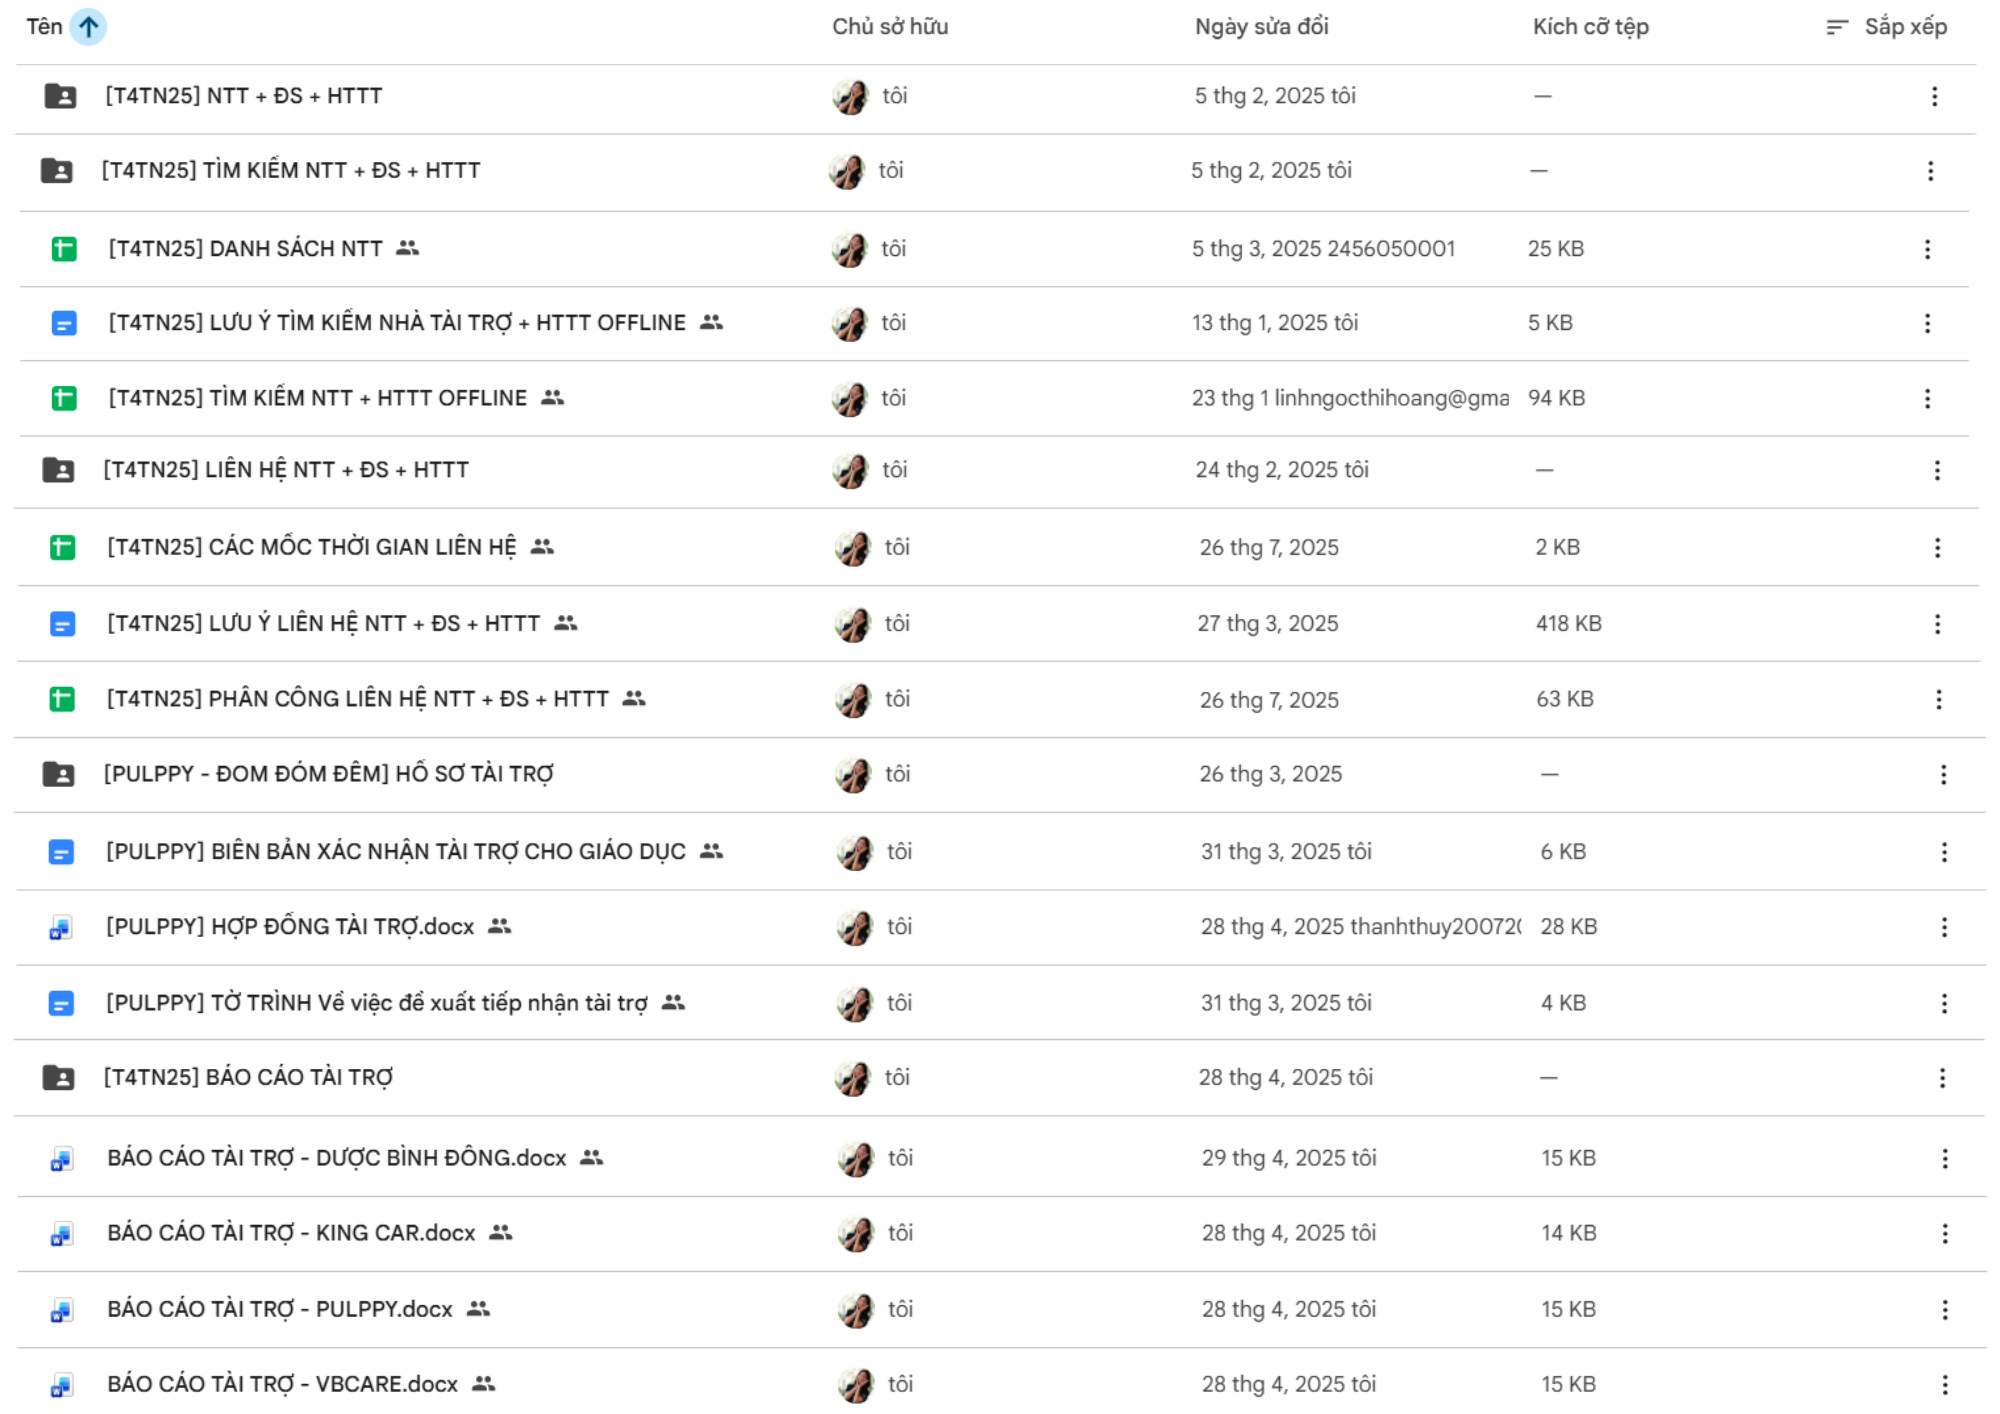 Tên Chủ sở hữu Ngày sửa đổi Kích cỡ tệp Sắp xếp
[T4TN25] NTT + ĐS + HTTT tôi 5 thg 2, 2025 tôi —
[T4TN25] TÌM KIẾM NTT + ĐS + HTTT tôi 5 thg 2, 2025 tôi —
[T4TN25] DANH SÁCH NTT tôi 5 thg 3, 2025 2456050001 25 KB
[T4TN25] LƯU Ý TÌM KIẾM NHÀ TÀI TRỢ + HTTT OFFLINE tôi 13 thg 1, 2025 tôi 5 KB
[T4TN25] TÌM KIẾM NTT + HTTT OFFLINE tôi 23 thg 1 linhngocthihoang@gma 94 KB
[T4TN25] LIÊN HỆ NTT + ĐS + HTTT tôi 24 thg 2, 2025 tôi —
[T4TN25] CÁC MỐC THỜI GIAN LIÊN HỆ tôi 26 thg 7, 2025 2 KB
[T4TN25] LƯU Ý LIÊN HỆ NTT + ĐS + HTTT tôi 27 thg 3, 2025 418 KB
[T4TN25] PHÂN CÔNG LIÊN HỆ NTT + ĐS + HTTT tôi 26 thg 7, 2025 63 KB
[PULPPY - ĐOM ĐÓM ĐÊM] HỒ SƠ TÀI TRỢ tôi 26 thg 3, 2025 —
[PULPPY] BIÊN BẢN XÁC NHẬN TÀI TRỢ CHO GIÁO DỤC tôi 31 thg 3, 2025 tôi 6 KB
[PULPPY] HỢP ĐỒNG TÀI TRỢ.docx tôi 28 thg 4, 2025 thanhthuy20072 28 KB
[PULPPY] TỜ TRÌNH Về việc đề xuất tiếp nhận tài trợ tôi 31 thg 3, 2025 tôi 4 KB
[T4TN25] BÁO CÁO TÀI TRỢ tôi 28 thg 4, 2025 tôi —
BÁO CÁO TÀI TRỢ - DƯỢC BÌNH ĐÔNG.docx tôi 29 thg 4, 2025 tôi 15 KB
BÁO CÁO TÀI TRỢ - KING CAR.docx tôi 28 thg 4, 2025 tôi 14 KB
BÁO CÁO TÀI TRỢ - PULPPY.docx tôi 28 thg 4, 2025 tôi 15 KB
BÁO CÁO TÀI TRỢ - VBCARE.docx tôi 28 thg 4, 2025 tôi 15 KB